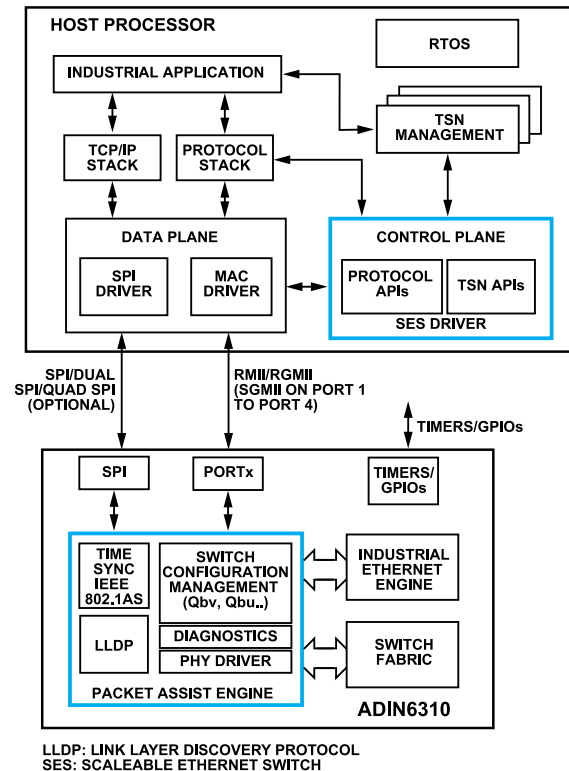 HOST PROCESSOR
RTOS
INDUSTRIAL APPLICATION
TSN
MANAGEMENT
TCP/IP
STACK
PROTOCOL
STACK
DATA PLANE
SPI
DRIVER
MAC
DRIVER
CONTROL PLANE
PROTOCOL
APIs
TSN APIs
SES DRIVER
SPI/DUAL
SPI/QUAD SPI
(OPTIONAL)
RMII/RGMII
(SGMII ON PORT 1
TO PORT 4)
TIMERS/GPIOs
SPI
PORTx
TIMERS/
GPIOs
TIME
SYNC
IEEE
802.1AS
SWITCH
CONFIGURATION
MANAGEMENT
(Qbv, Qbu..)
INDUSTRIAL
ETHERNET
ENGINE
LLDP
DIAGNOSTICS
PHY DRIVER
SWITCH
FABRIC
PACKET ASSIST ENGINE
ADIN6310
LLDP: LINK LAYER DISCOVERY PROTOCOL
SES: SCALEABLE ETHERNET SWITCH